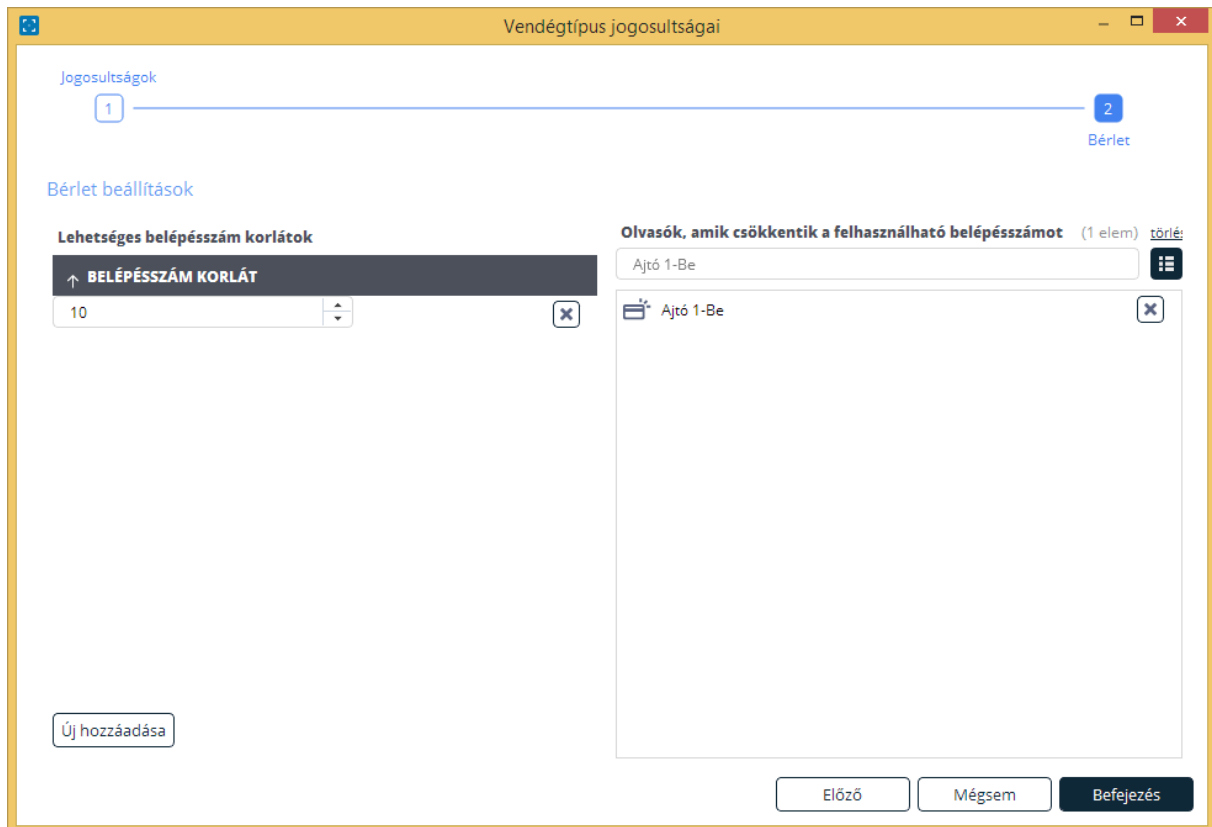 Vendégtípus jogosultságai
Jogosultságok
1
2
Bérlet
Bérlet beállítások
Lehetséges belépésszám korlátok
↑ BELÉPÉSSZÁM KORLÁT
10
Új hozzáadása
Olvasók, amik csökkentik a felhasználható belépésszámot (1 elem)
Ajtó 1-Be
Ajtó 1-Be
Előző Mégsem Befejezés